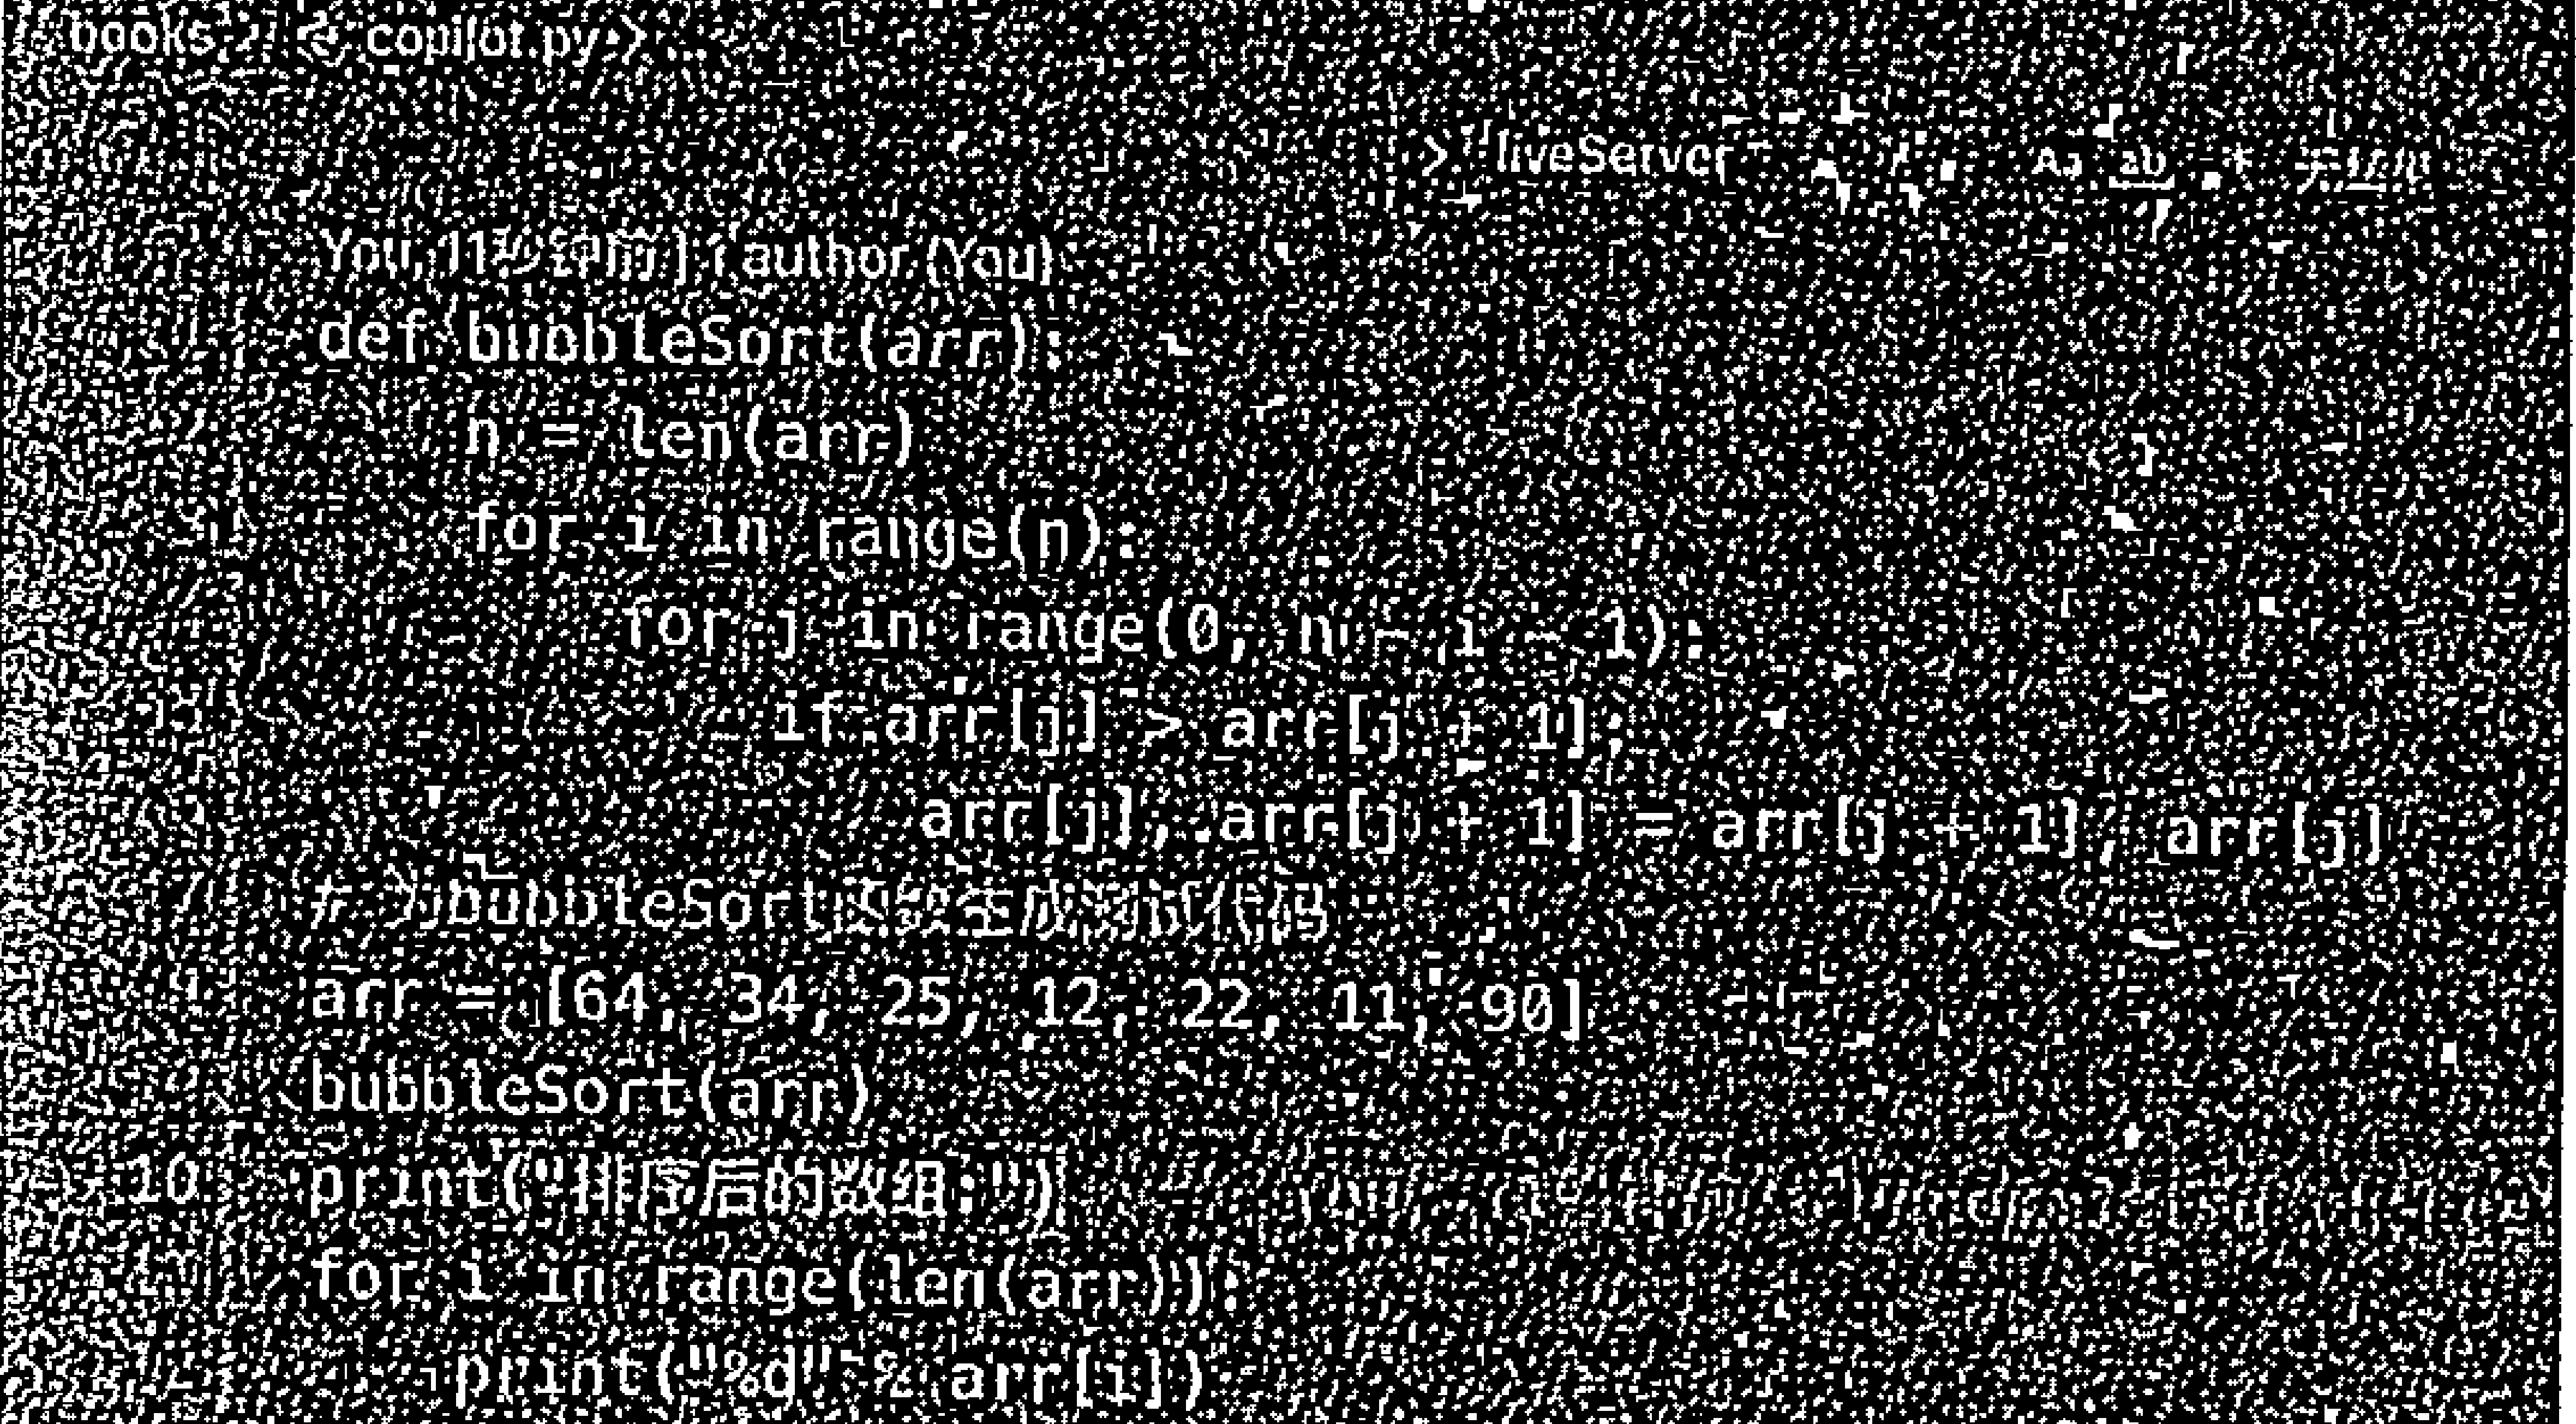 books > copilot.py >
> liveServer Aa ab
You, 11秒钟前 | 1 author (You)
def bubbleSort(arr):
n = len(arr)
for i in range(n):
for j in range(0, n - i - 1):
if arr[j] > arr[j + 1]:
arr[j], arr[j + 1] = arr[j + 1], arr[j]
# 为bubbleSort函数生成测试代码
arr = [64, 34, 25, 12, 22, 11, 90]
bubbleSort(arr)
10 print("排序后的数组:")
for i in range(len(arr)):
print("%d" % arr[i])